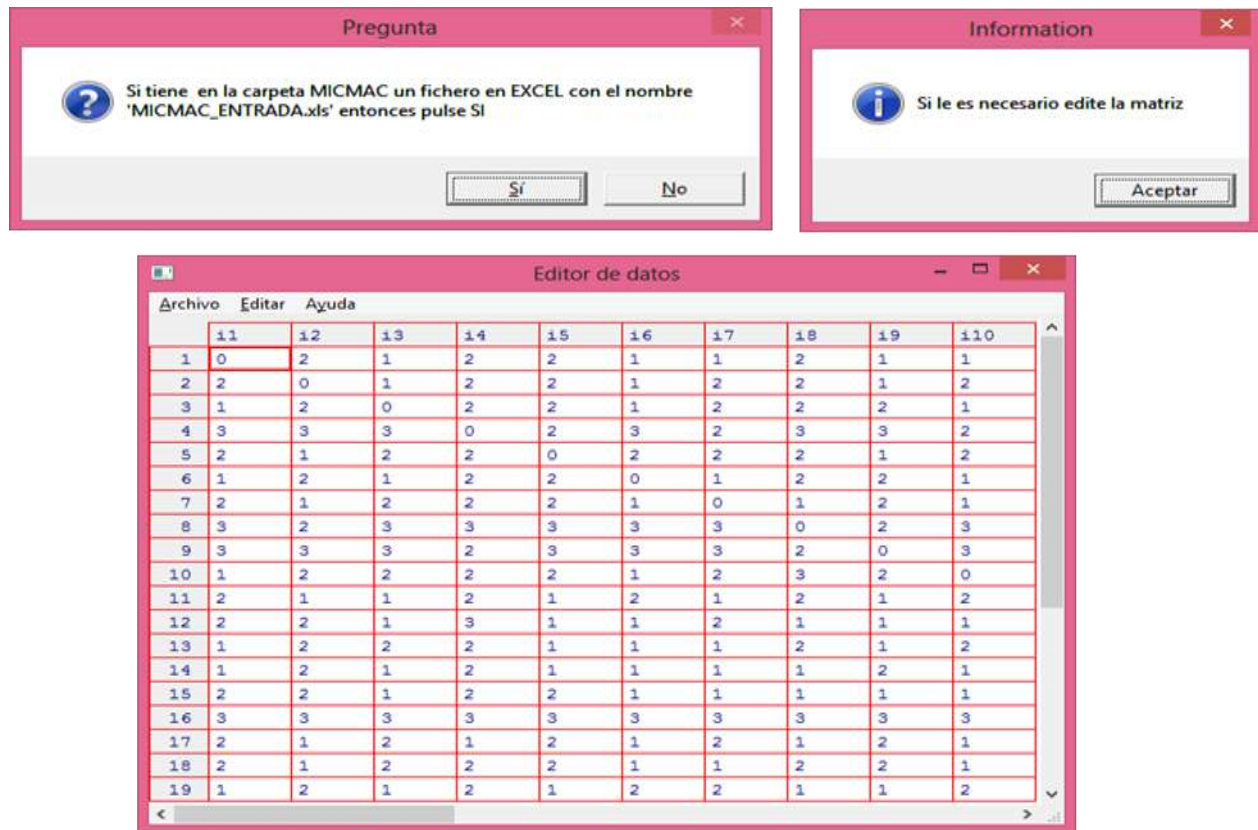 Pregunta
Si tiene en la carpeta MICMAC un fichero en EXCEL con el nombre
'MICMAC_ENTRADA.xls' entonces pulse SI
Sí No
Information
Si le es necesario edite la matriz
Aceptar
Editor de datos
Archivo Editar Ayuda
i1 i2 i3 i4 i5 i6 i7 i8 i9 i10
1 0 2 1 2 2 1 1 2 1 1
2 2 0 1 2 2 1 2 2 1 2
3 1 2 0 2 2 1 2 2 2 1
4 3 3 3 0 2 3 2 3 3 2
5 2 1 2 2 0 2 2 2 1 2
6 1 2 1 2 2 0 1 2 2 1
7 2 1 2 2 2 1 0 1 2 1
8 3 2 3 3 3 3 3 0 2 3
9 3 3 3 2 3 3 3 2 0 3
10 1 2 2 2 2 1 2 3 2 0
11 2 1 1 2 1 2 1 2 1 2
12 2 2 1 3 1 1 2 1 1 1
13 1 2 2 2 1 1 1 2 1 2
14 1 2 1 2 1 1 1 1 2 1
15 2 2 1 2 2 1 1 1 1 1
16 3 3 3 3 3 3 3 3 3 3
17 2 1 2 1 2 1 2 1 2 1
18 2 1 2 2 2 1 1 2 2 1
19 1 2 1 2 1 2 2 1 1 2